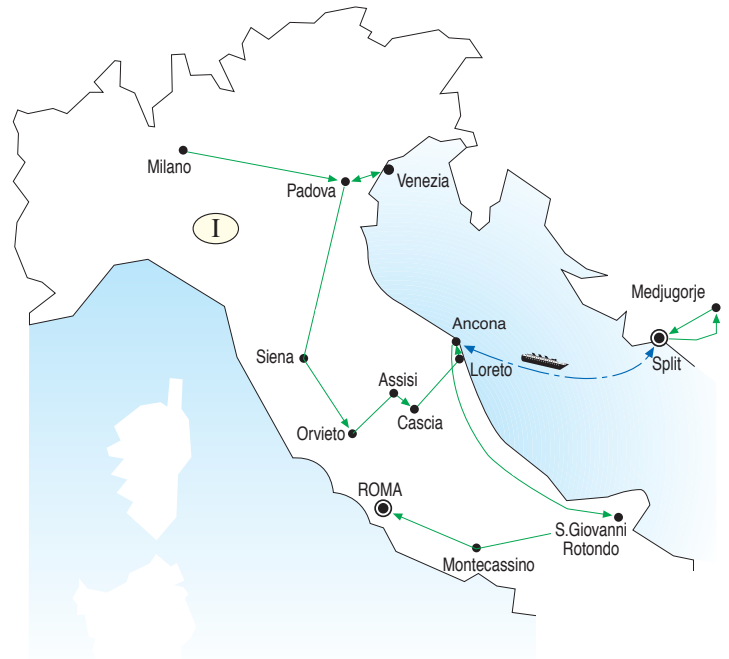 Milano
Padova
Venezia
I
Medjugorje
Ancona
Split
Siena
Loreto
Assisi
Cascia
Orvieto
ROMA
S.Giovanni
Rotondo
Montecassino